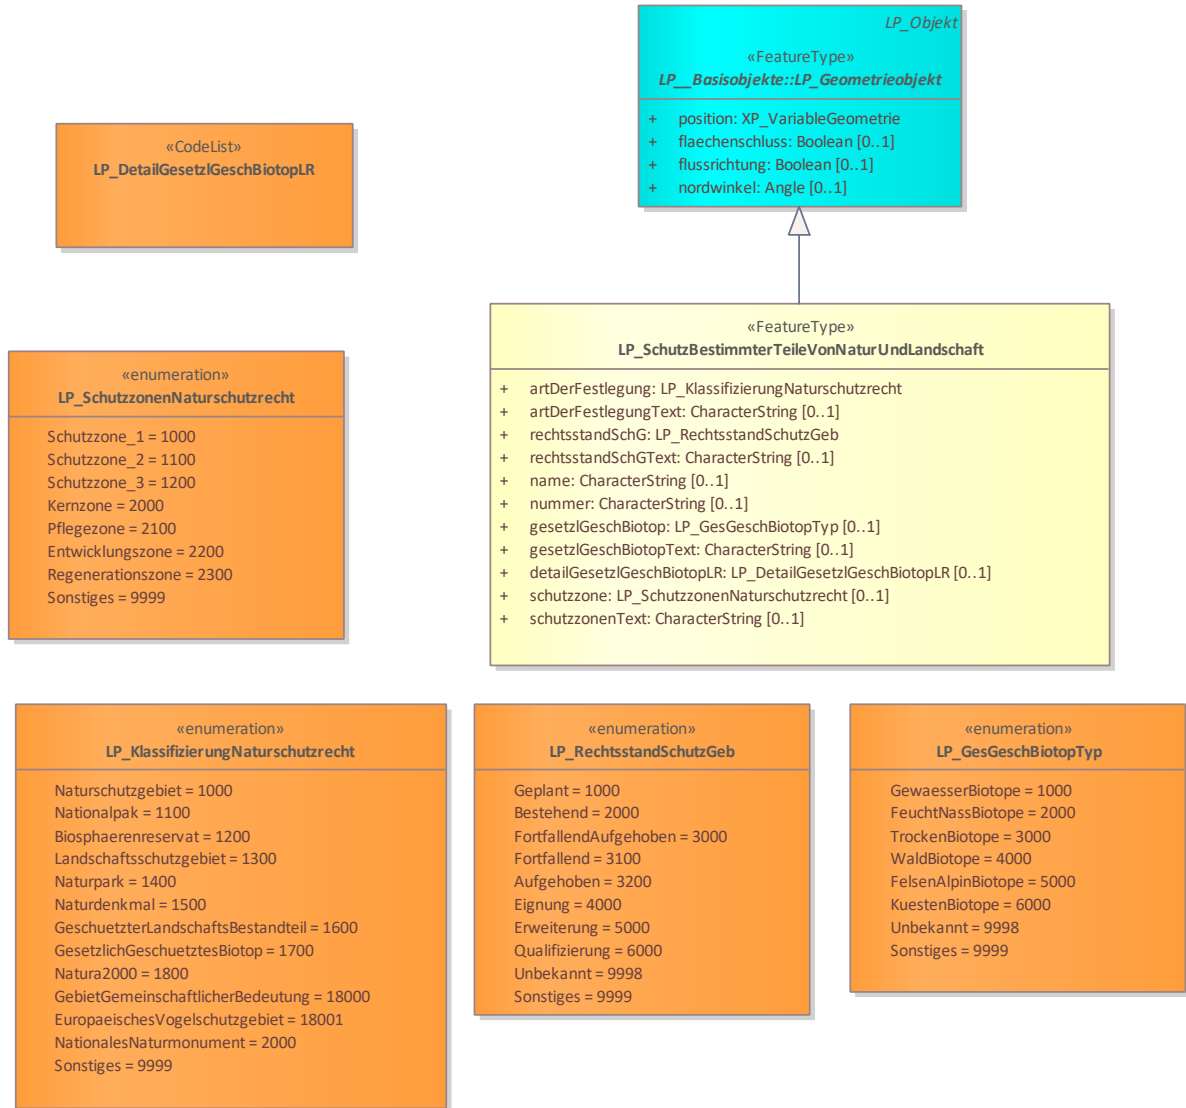 LP_Objekt
«FeatureType»
LP__Basisobjekte::LP_Geometrieobjekt
+ position: XP_VariableGeometrie
+ flaechenschluss: Boolean [0..1]
+ flussrichtung: Boolean [0..1]
+ nordwinkel: Angle [0..1]
«CodeList»
LP_DetailGesetzlGeschBiotopLR
«FeatureType»
LP_SchutzBestimmterTeileVonNaturUndLandschaft
+ artDerFestlegung: LP_KlassifizierungNaturschutzrecht
+ artDerFestlegungText: CharacterString [0..1]
+ rechtsstandSchG: LP_RechtsstandSchutzGeb
+ rechtsstandSchGText: CharacterString [0..1]
+ name: CharacterString [0..1]
+ nummer: CharacterString [0..1]
+ gesetzlGeschBiotop: LP_GesGeschBiotopTyp [0..1]
+ gesetzlGeschBiotopText: CharacterString [0..1]
+ detailGesetzlGeschBiotopLR: LP_DetailGesetzlGeschBiotopLR [0..1]
+ schutzzone: LP_SchutzzonenNaturschutzrecht [0..1]
+ schutzzonenText: CharacterString [0..1]
«enumeration»
LP_SchutzzonenNaturschutzrecht
Schutzzone_1 = 1000
Schutzzone_2 = 1100
Schutzzone_3 = 1200
Kernzone = 2000
Pflegezone = 2100
Entwicklungszone = 2200
Regenerationszone = 2300
Sonstiges = 9999
«enumeration»
LP_KlassifizierungNaturschutzrecht
Naturschutzgebiet = 1000
Nationalpak = 1100
Biosphaerenreservat = 1200
Landschaftsschutzgebiet = 1300
Naturpark = 1400
Naturdenkmal = 1500
GeschuetzterLandschaftsBestandteil = 1600
GesetzlichGeschuetztesBiotop = 1700
Natura2000 = 1800
GebietGemeinschaftlicherBedeutung = 18000
EuropaeischesVogelschutzgebiet = 18001
NationalesNaturmonument = 2000
Sonstiges = 9999
«enumeration»
LP_RechtsstandSchutzGeb
Geplant = 1000
Bestehend = 2000
FortfallendAufgehoben = 3000
Fortfallend = 3100
Aufgehoben = 3200
Eignung = 4000
Erweiterung = 5000
Qualifizierung = 6000
Unbekannt = 9998
Sonstiges = 9999
«enumeration»
LP_GesGeschBiotopTyp
GewaesserBiotope = 1000
FeuchtNassBiotope = 2000
TrockenBiotope = 3000
WaldBiotope = 4000
FelsenAlpinBiotope = 5000
KuestenBiotope = 6000
Unbekannt = 9998
Sonstiges = 9999